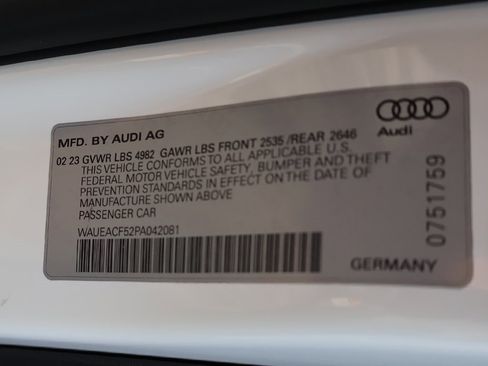 MFD. BY AUDI AG
Audi
02 23 GVWR LBS 4982 GAWR LBS FRONT 2535 /REAR 2646
THIS VEHICLE CONFORMS TO ALL APPLICABLE U.S.
FEDERAL MOTOR VEHICLE SAFETY, BUMPER AND THEFT
PREVENTION STANDARDS IN EFFECT ON THE DATE OF
MANUFACTURE SHOWN ABOVE
PASSENGER CAR
WAUEACF52PA042081
0751759
GERMANY